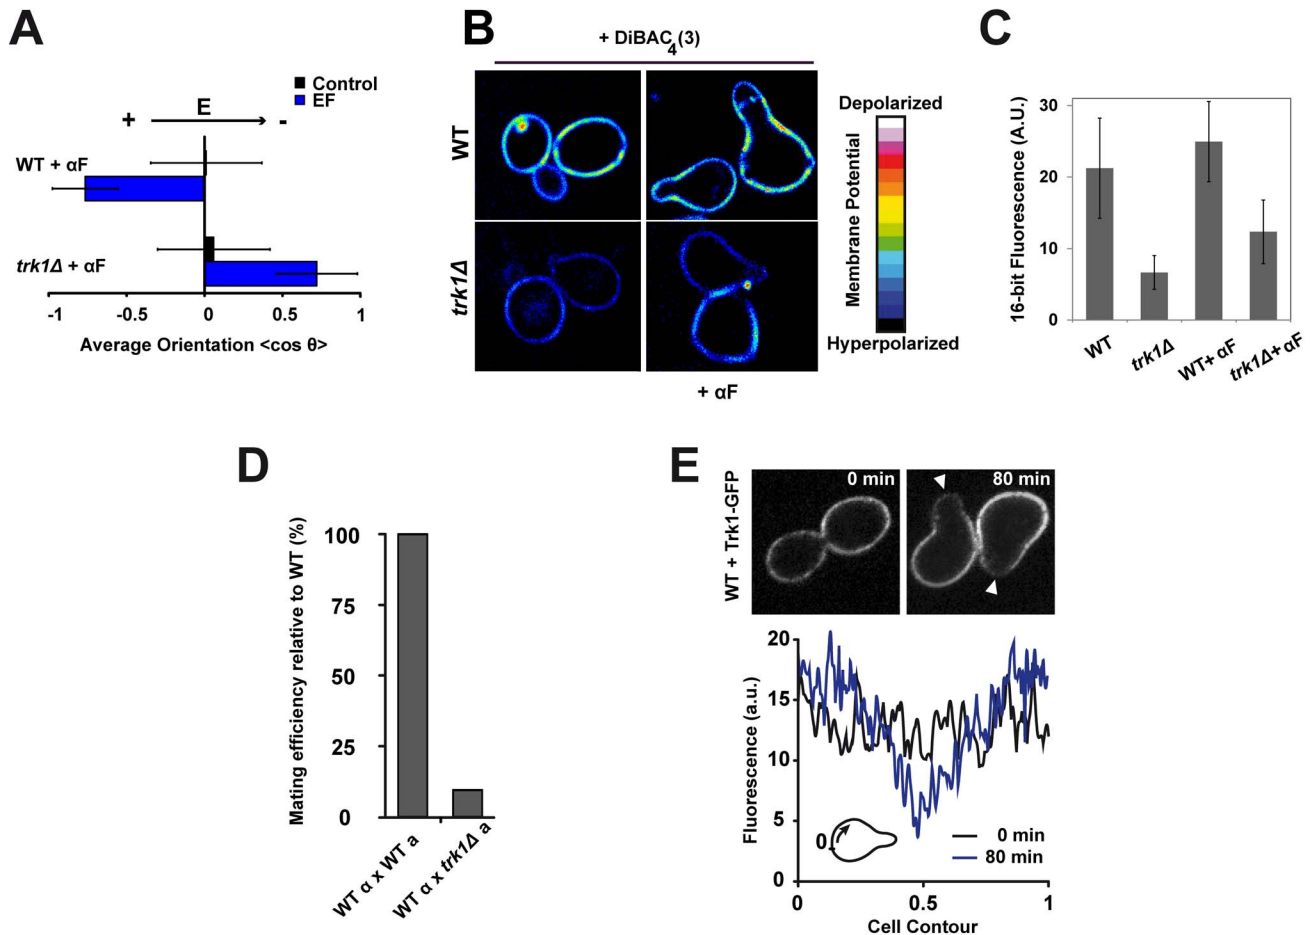 A
Control
EF
+ E -
WT + αF
trk1Δ + αF
-1 -0.5 0 0.5 1
Average Orientation <cos θ>
B
+ DiBAC4(3)
WT
trk1Δ
+ αF
Depolarized
Membrane Potential
Hyperpolarized
C
16-bit Fluorescence (A.U.)
30
20
10
0
WT
trk1Δ
WT+ αF
trk1Δ+ αF
D
Mating efficiency relative to WT (%)
100
75
50
25
0
WT α x WT a
WT α x trk1Δ a
E
WT + Trk1-GFP
0 min
80 min
Fluorescence (a.u.)
20
15
10
5
0
0
0 min
80 min
0 0.5 1
Cell Contour